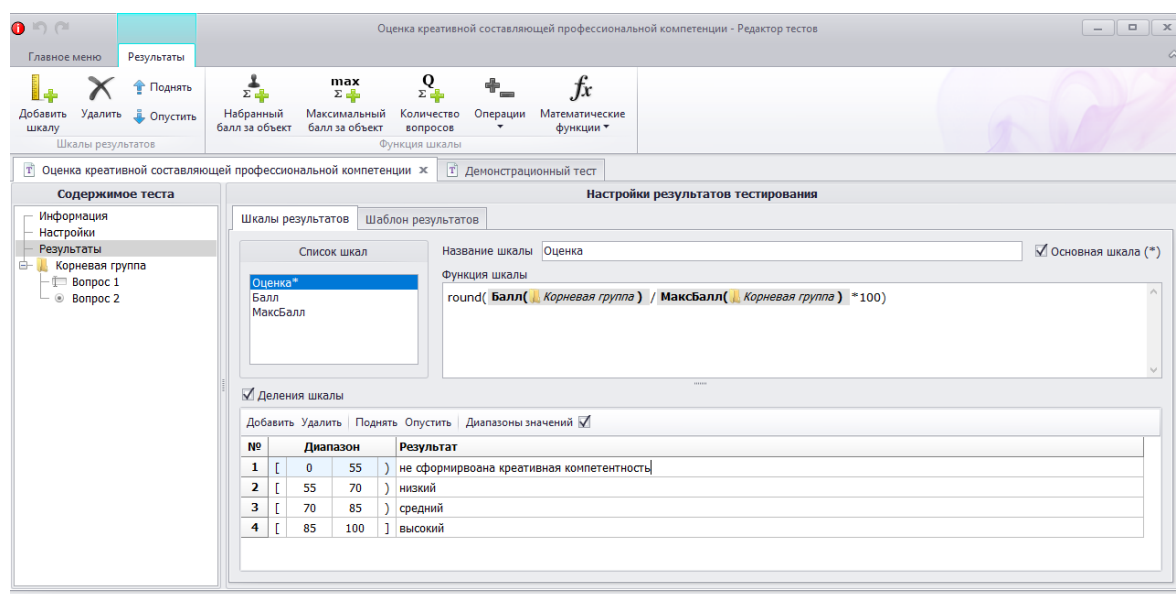 Оценка креативной составляющей профессиональной компетенции - Редактор тестов
Главное меню Результаты
Добавить шкалу Удалить Поднять Опустить
Шкалы результатов
Σ Набранный балл за объект
max Σ Максимальный балл за объект
Q Σ Количество вопросов
Операции
fx Математические функции
Функция шкалы
T Оценка креативной составляющей профессиональной компетенции T Демонстрационный тест
Содержимое теста
Информация
Настройки
Результаты
Корневая группа
Вопрос 1
Вопрос 2
Настройки результатов тестирования
Шкалы результатов Шаблон результатов
Список шкал
Оценка*
Балл
МаксБалл
Название шкалы Оценка Основная шкала (*)
Функция шкалы
round( Балл( Корневая группа ) / МаксБалл( Корневая группа ) *100)
Деления шкалы
Добавить Удалить Поднять Опустить Диапазоны значений
№ Диапазон Результат
1 [ 0 55 ) не сформирвоана креативная компетентность
2 [ 55 70 ) низкий
3 [ 70 85 ) средний
4 [ 85 100 ] высокий